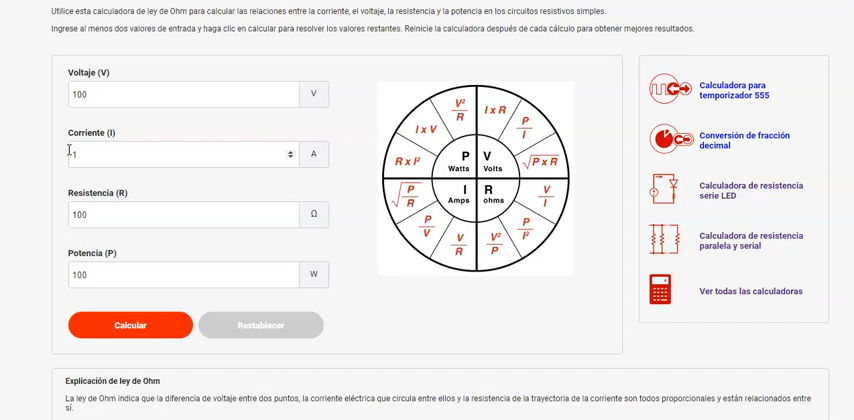 Utilice esta calculadora de ley de Ohm para calcular las relaciones entre la corriente, el voltaje, la resistencia y la potencia en los circuitos resistivos simples.
Ingrese al menos dos valores de entrada y haga clic en calcular para resolver los valores restantes. Reinicie la calculadora después de cada cálculo para obtener mejores resultados.
Voltaje (V)
100 V
Corriente (I)
1 A
Resistencia (R)
100 Ω
Potencia (P)
100 W
Calcular
Restablecer
V²/R
I x R
I x V
P/I
R x I²
√(P x R)
P
Watts
V
Volts
I
Amps
R
ohms
√(P/R)
V/I
P/V
P/I²
V/R
V²/P
Calculadora para
temporizador 555
Conversión de fracción
decimal
Calculadora de resistencia
serie LED
Calculadora de resistencia
paralela y serial
Ver todas las calculadoras
Explicación de ley de Ohm
La ley de Ohm indica que la diferencia de voltaje entre dos puntos, la corriente eléctrica que circula entre ellos y la resistencia de la trayectoria de la corriente son todos proporcionales y están relacionados entre
sí.